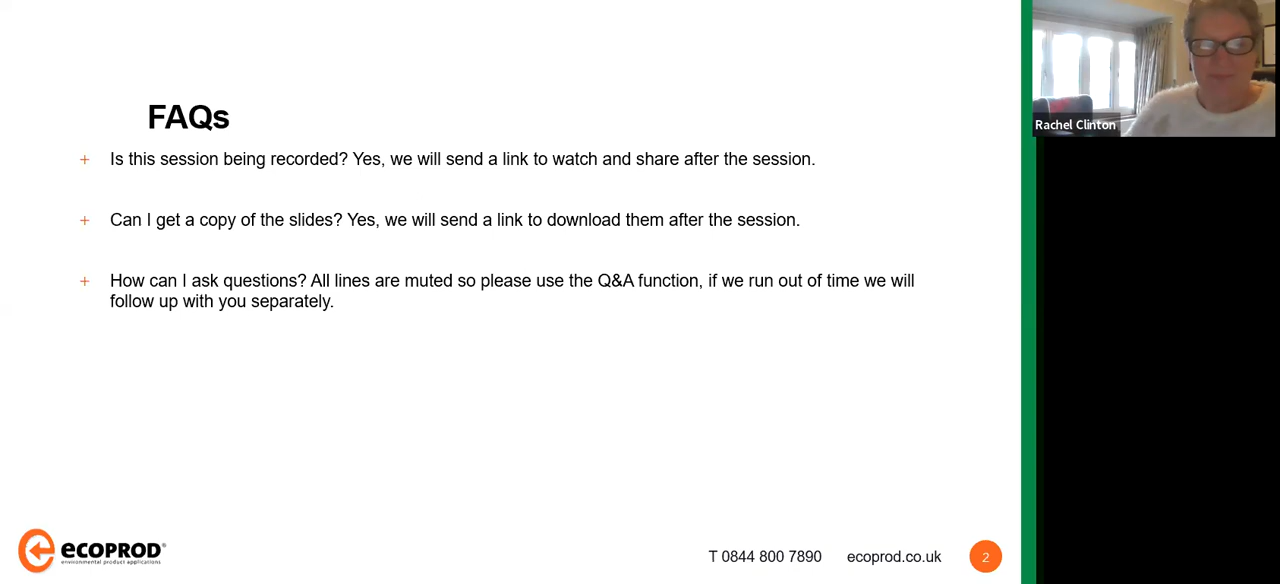 FAQs
+ Is this session being recorded? Yes, we will send a link to watch and share after the session.
+ Can I get a copy of the slides? Yes, we will send a link to download them after the session.
+ How can I ask questions? All lines are muted so please use the Q&A function, if we run out of time we will
follow up with you separately.
Rachel Clinton
ecoprod®
environmental product applications
T 0844 800 7890 ecoprod.co.uk 2